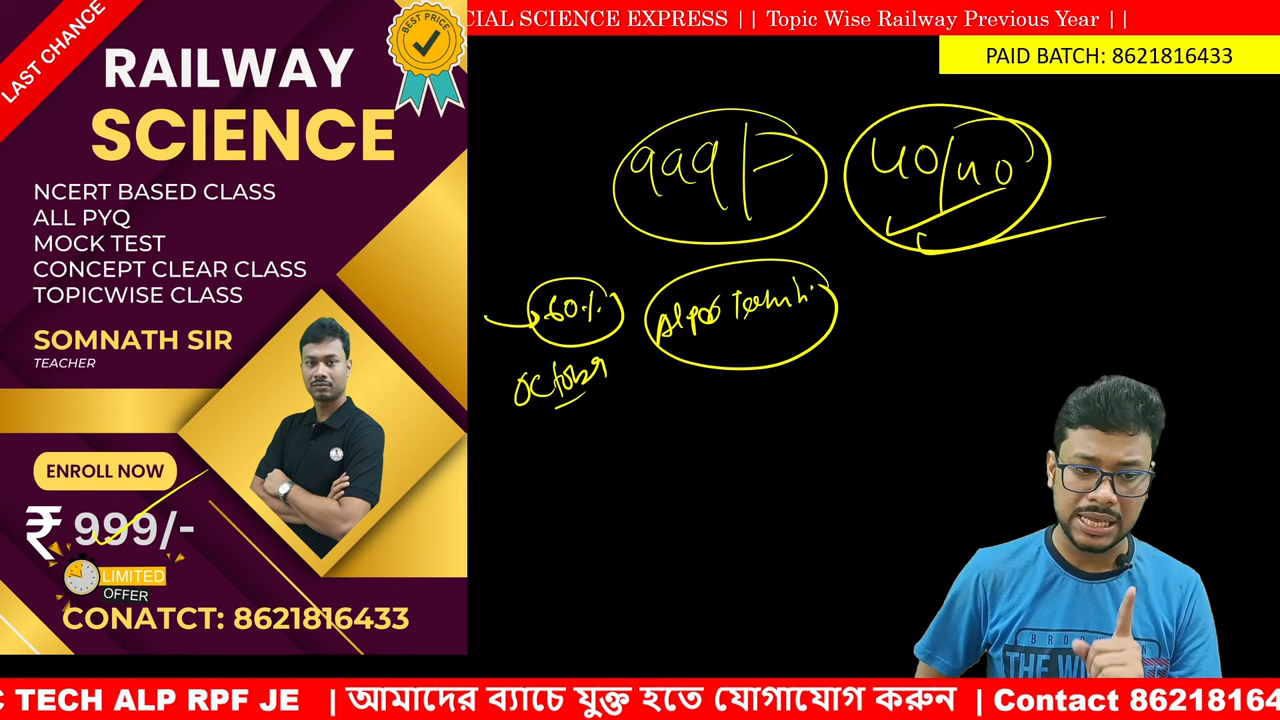 CIAL SCIENCE EXPRESS || Topic Wise Railway Previous Year ||
PAID BATCH: 8621816433
LAST CHANCE
BEST PRICE
RAILWAY
SCIENCE
NCERT BASED CLASS
ALL PYQ
MOCK TEST
CONCEPT CLEAR CLASS
TOPICWISE CLASS
SOMNATH SIR
TEACHER
ENROLL NOW
₹ 999/-
LIMITED
OFFER
CONATCT: 8621816433
999/=
40/40
60%
October
THE
C TECH ALP RPF JE | আমাদের ব্যাচে যুক্ত হতে যোগাযোগ করুন | Contact 86218164